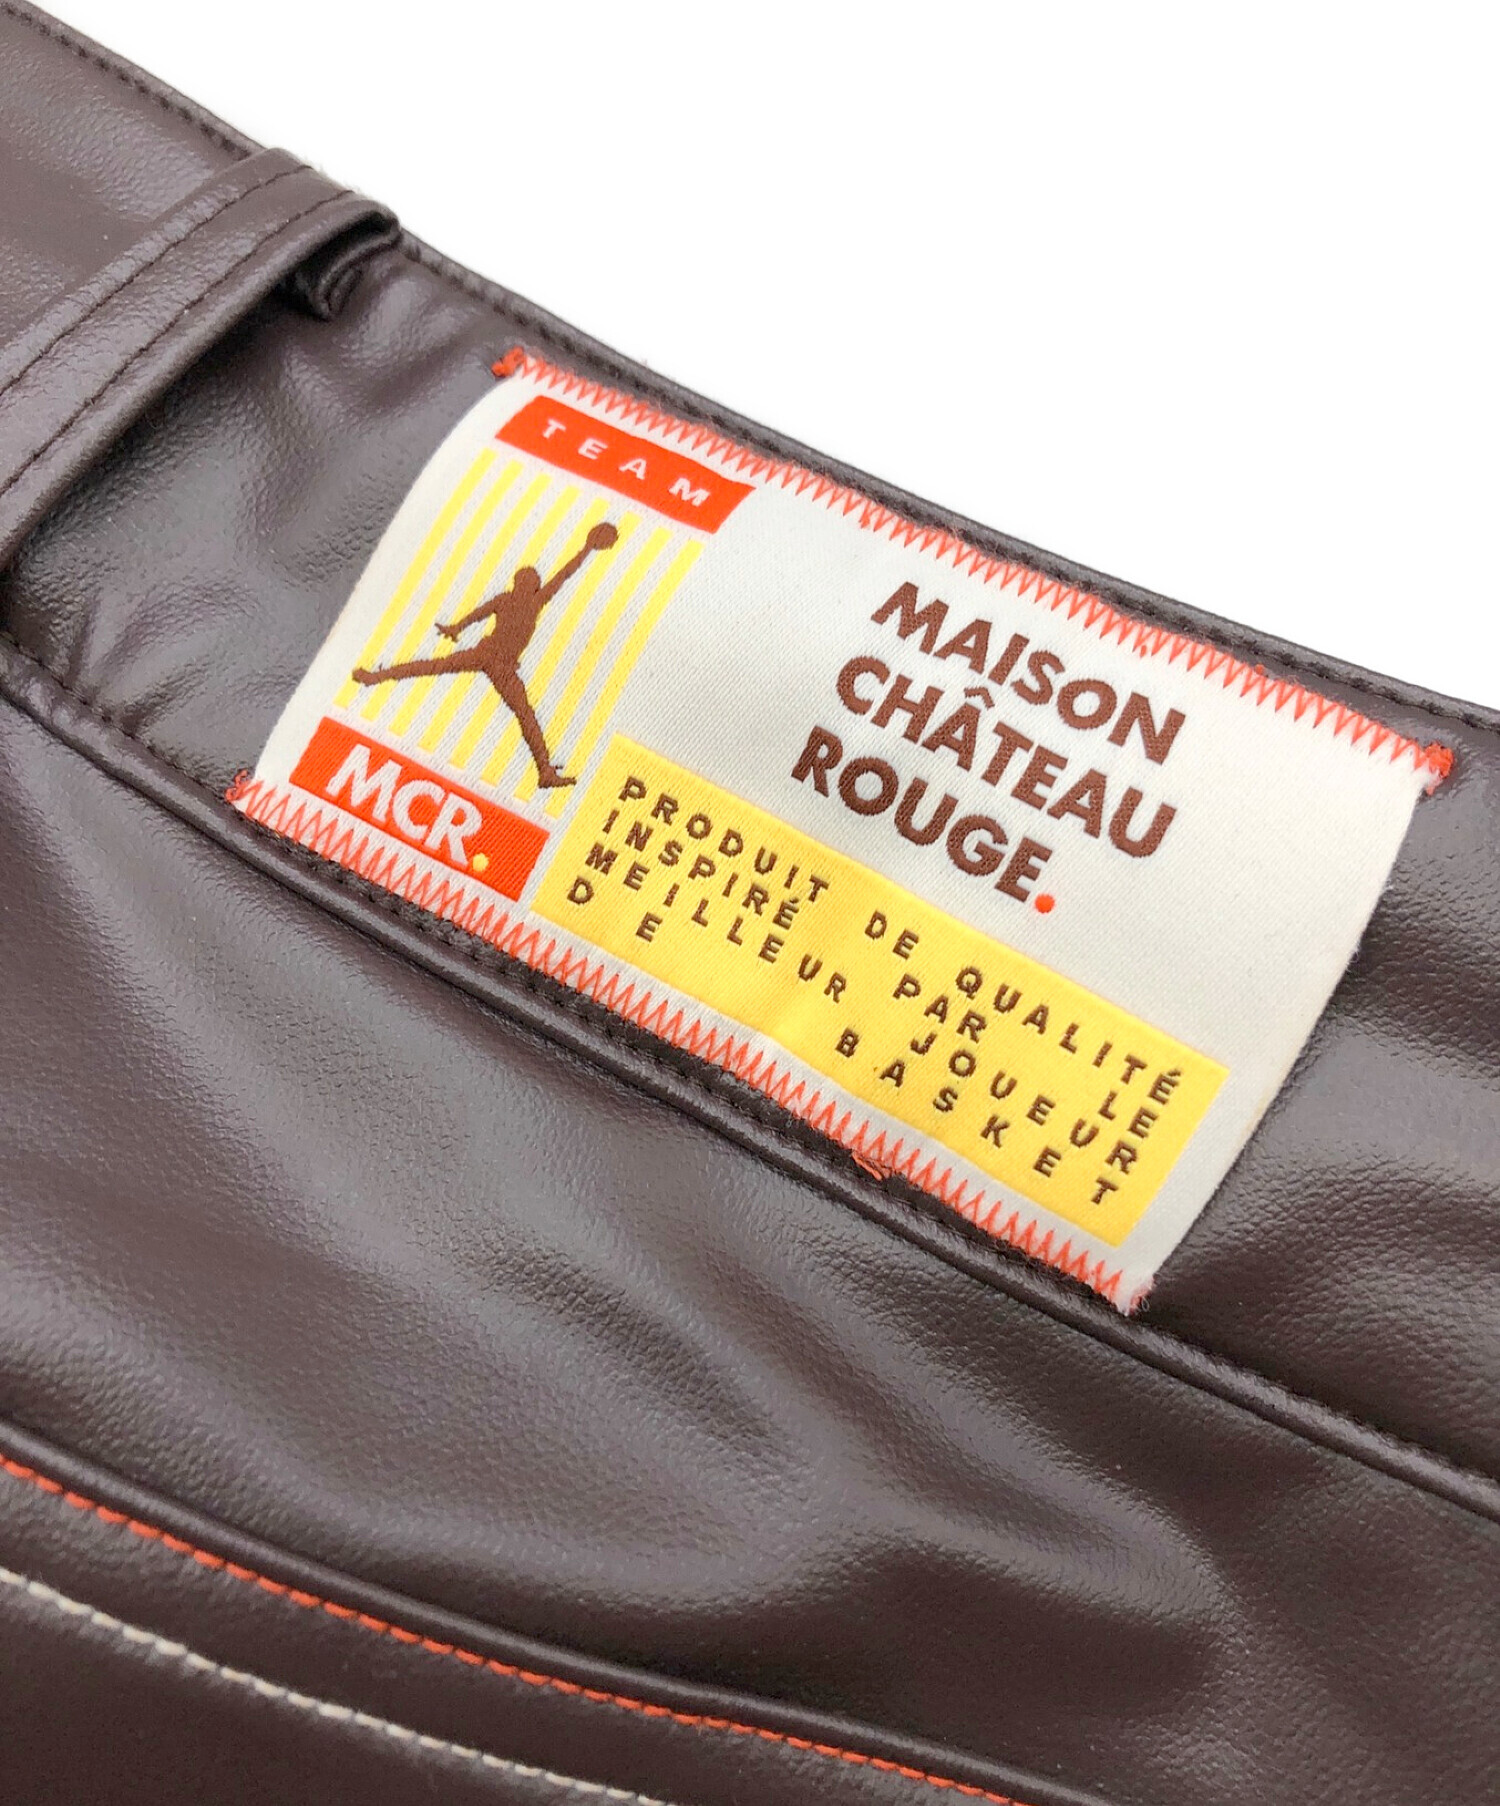 TEAM
MCR.
MAISON
CHÂTEAU
ROUGE.
PRODUIT DE QUALITÉ
INSPIRÉ PAR LE
MEILLEUR JOUEUR
DE BASKET